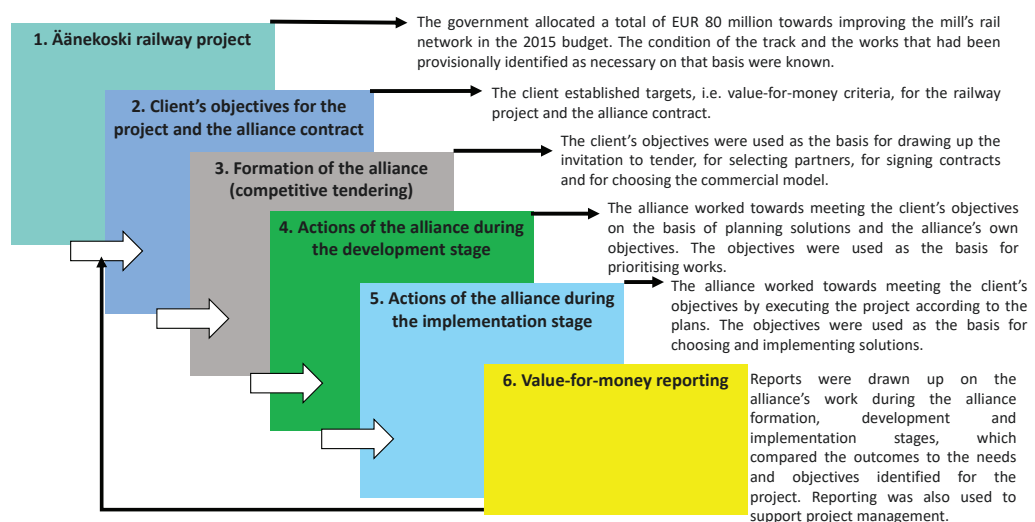 1. Äänekoski railway project
The government allocated a total of EUR 80 million towards improving the mill's rail
network in the 2015 budget. The condition of the track and the works that had been
provisionally identified as necessary on that basis were known.
2. Client's objectives for the
project and the alliance contract
The client established targets, i.e. value-for-money criteria, for the railway
project and the alliance contract.
3. Formation of the alliance
(competitive tendering)
The client's objectives were used as the basis for drawing up the
invitation to tender, for selecting partners, for signing contracts
and for choosing the commercial model.
4. Actions of the alliance during
the development stage
The alliance worked towards meeting the client's objectives
on the basis of planning solutions and the alliance's own
objectives. The objectives were used as the basis for
prioritising works.
5. Actions of the alliance during
the implementation stage
The alliance worked towards meeting the client's
objectives by executing the project according to the
plans. The objectives were used as the basis for
choosing and implementing solutions.
6. Value-for-money reporting
Reports were drawn up on the
alliance's work during the alliance
formation, development and
implementation stages, which
compared the outcomes to the needs
and objectives identified for the
project. Reporting was also used to
support project management.